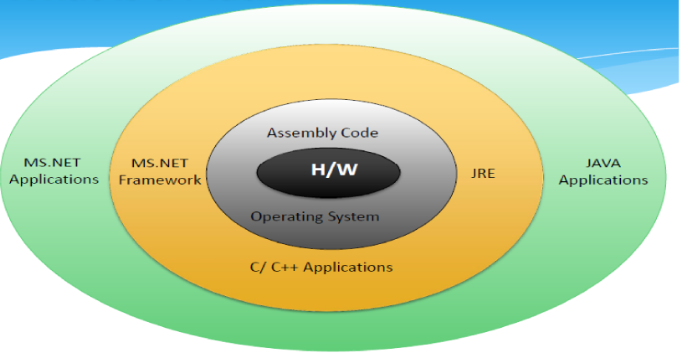 Assembly Code
MS.NET
Applications
MS.NET
Framework
H/W
JRE
JAVA
Applications
Operating System
C/ C++ Applications